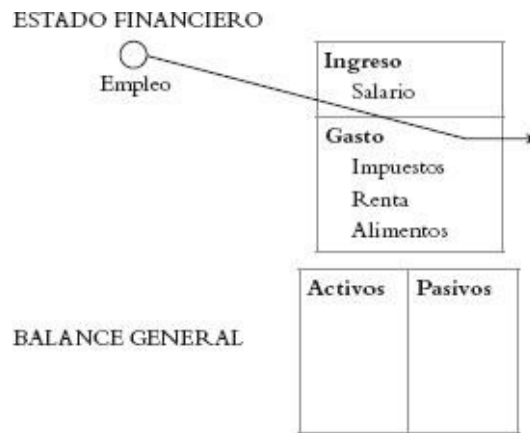 ESTADO FINANCIERO
Empleo
Ingreso
Salario
Gasto
Impuestos
Renta
Alimentos
Activos Pasivos
BALANCE GENERAL